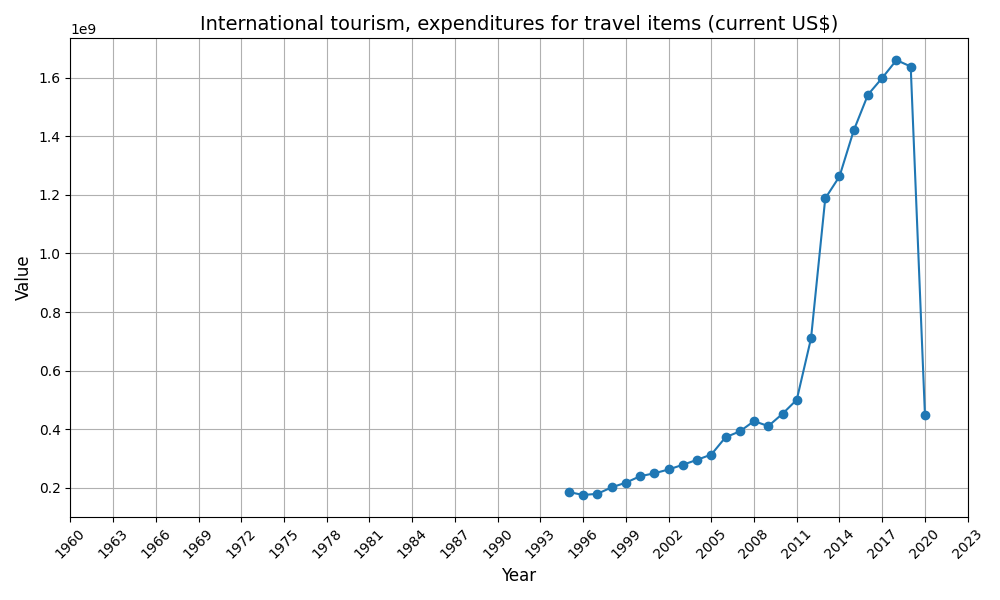 International tourism, expenditures for travel items (current US$)
1e9
1.6
1.4
1.2
1.0
0.8
0.6
0.4
0.2
Value
1960 1963 1966 1969 1972 1975 1978 1981 1984 1987 1990 1993 1996 1999 2002 2005 2008 2011 2014 2017 2020 2023
Year